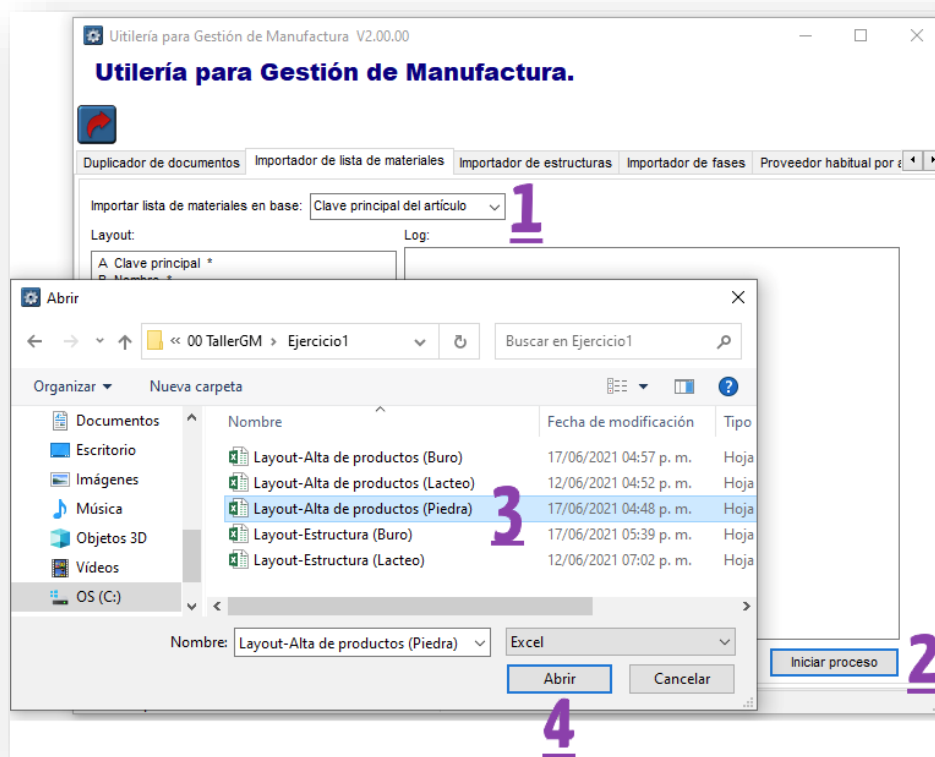 Uitilería para Gestión de Manufactura V2.00.00
Utilería para Gestión de Manufactura.
Duplicador de documentos Importador de lista de materiales Importador de estructuras Importador de fases Proveedor habitual por a
Importar lista de materiales en base: Clave principal del artículo 1
Layout: Log:
A Clave principal *
B Nombre *
Abrir
« 00 TallerGM > Ejercicio1 Buscar en Ejercicio1
Organizar Nueva carpeta ?
Documentos Nombre Fecha de modificación Tipo
Escritorio Layout-Alta de productos (Buro) 17/06/2021 04:57 p. m. Hoja
Imágenes Layout-Alta de productos (Lacteo) 12/06/2021 04:52 p. m. Hoja
Música Layout-Alta de productos (Piedra) 3 17/06/2021 04:48 p. m. Hoja
Objetos 3D Layout-Estructura (Buro) 17/06/2021 05:39 p. m. Hoja
Vídeos Layout-Estructura (Lacteo) 12/06/2021 07:02 p. m. Hoja
OS (C:)
Nombre: Layout-Alta de productos (Piedra) Excel
Iniciar proceso 2
Abrir Cancelar
4